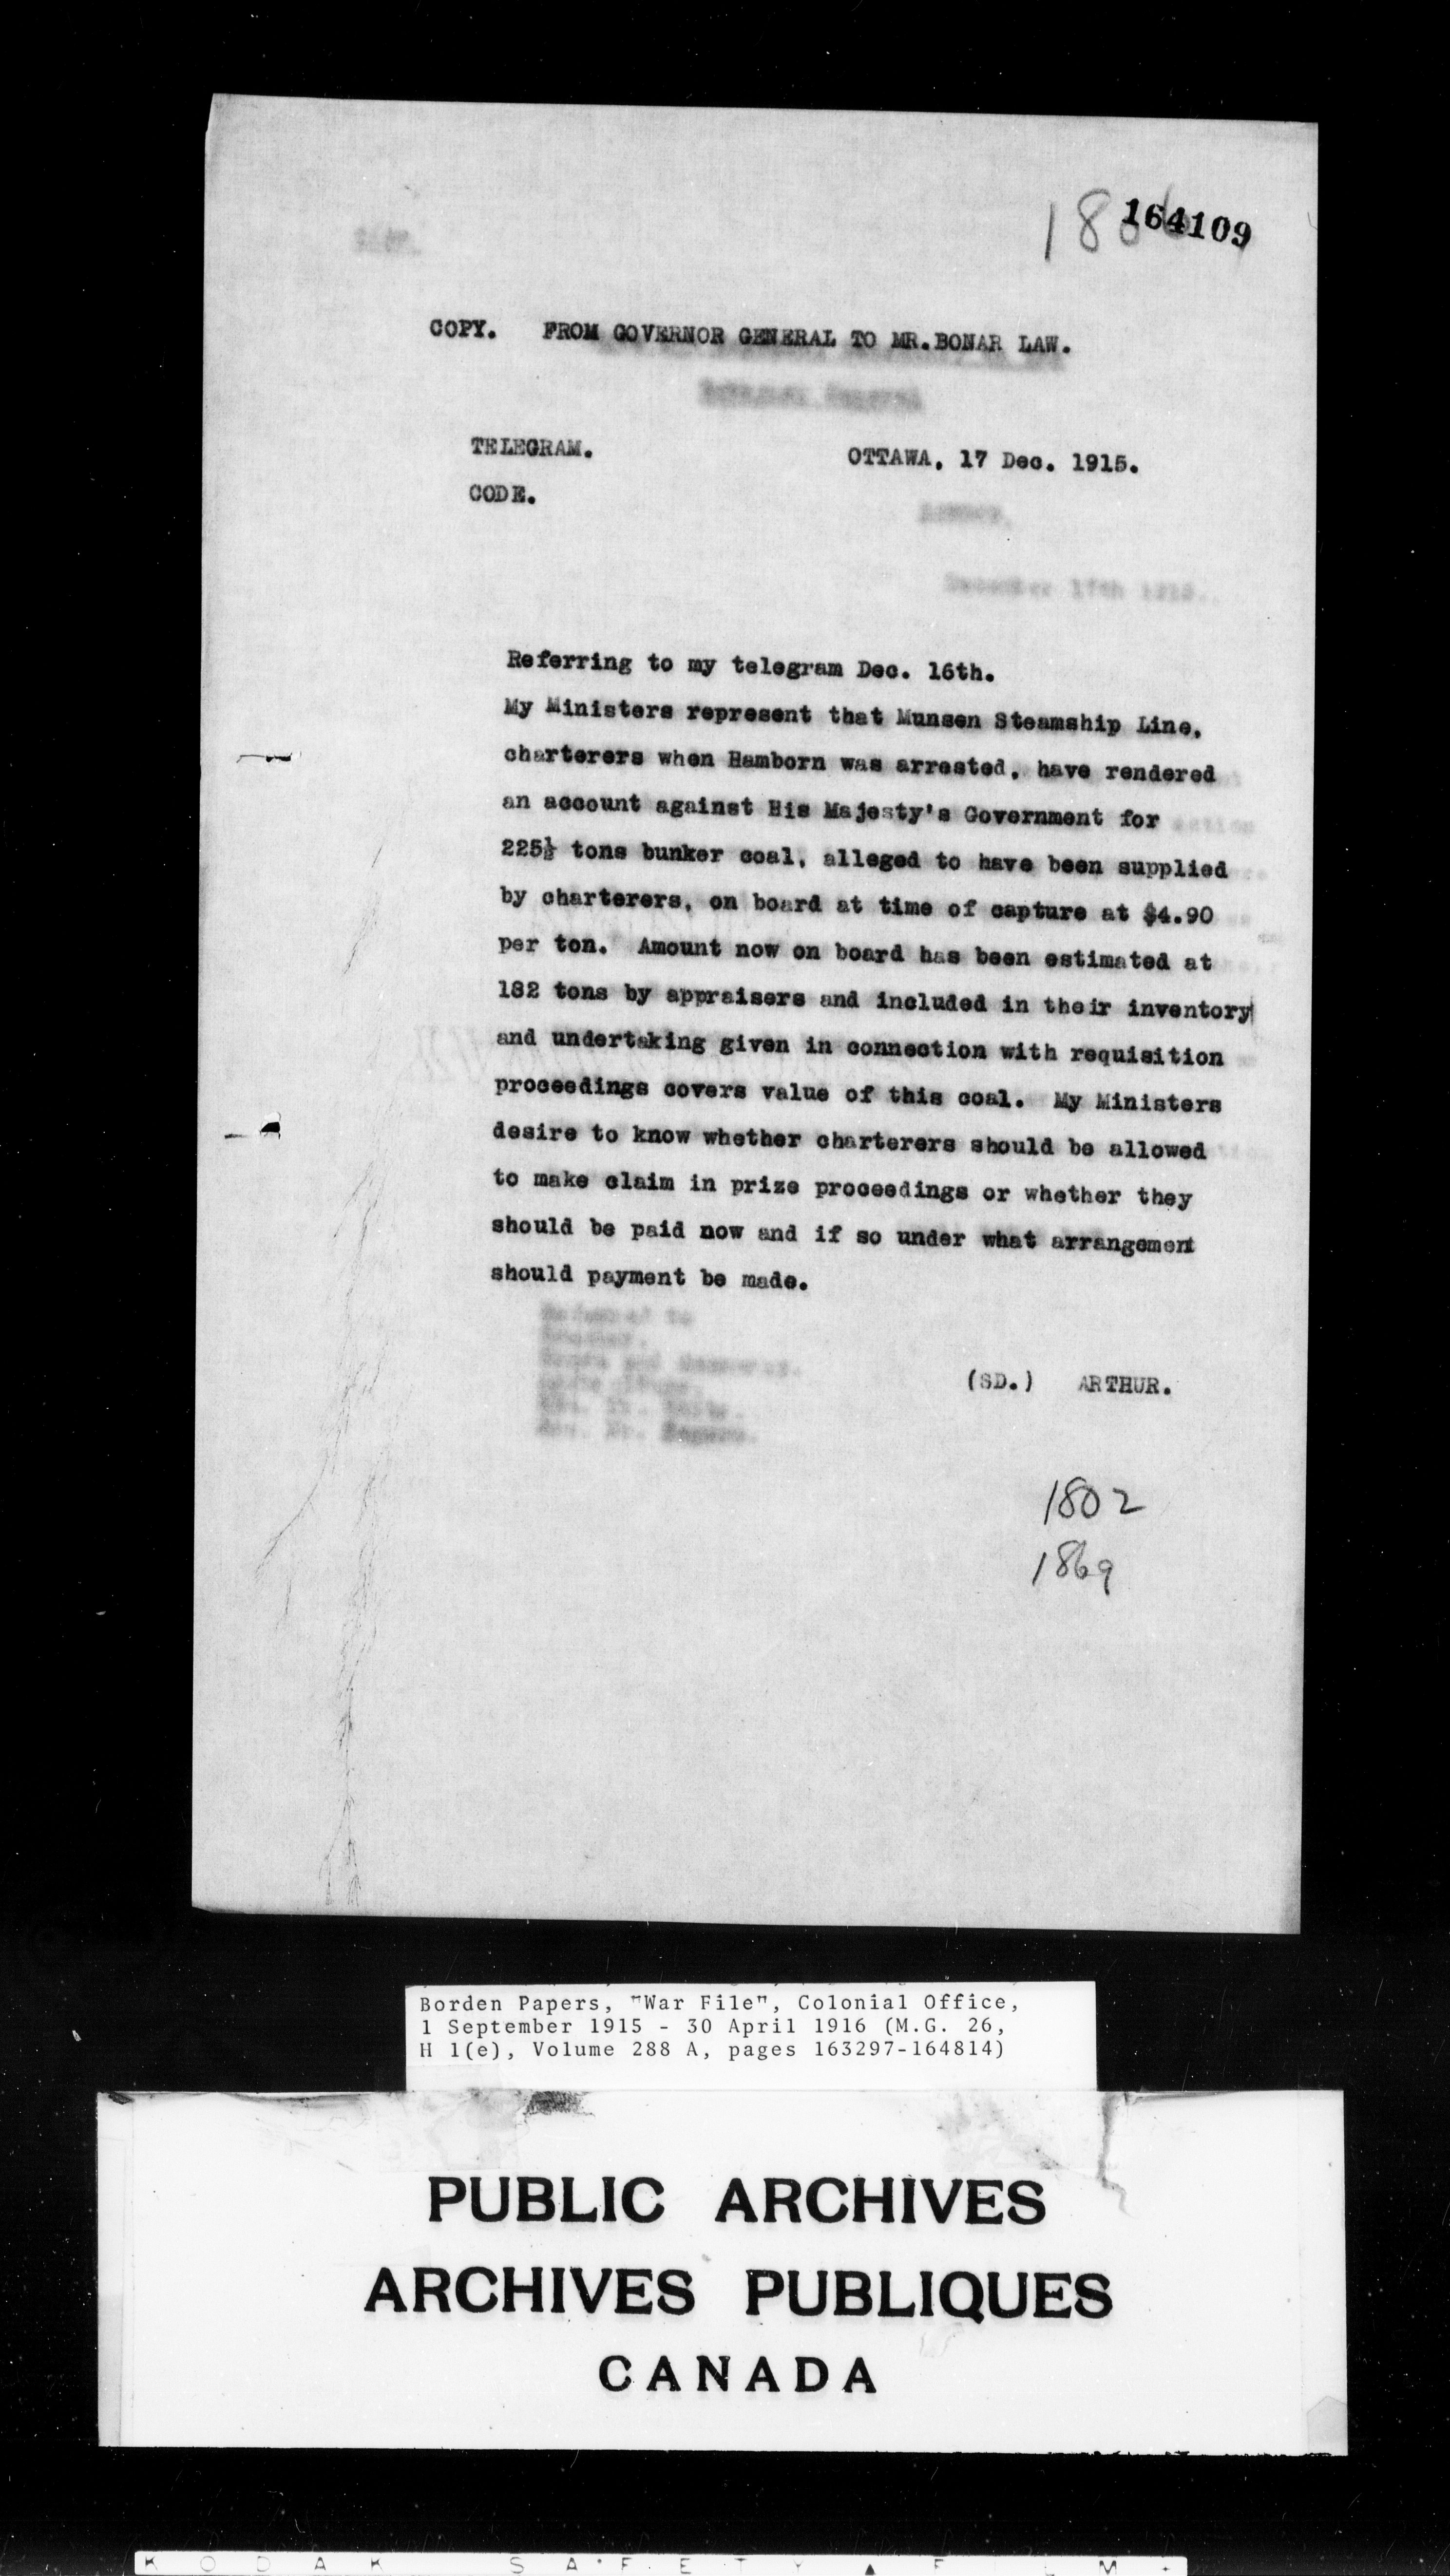 164109
COPY. FROM GOVERNOR GENERAL TO MR.BONAR LAW.
TELEGRAM. OTTAWA, 17 Dec. 1915.
CODE.
Referring to my telegram Dec. 16th.
My Ministers represent that Munsen Steamship Line,
charterers when Hamborn was arrested, have rendered
an account against His Majesty's Government for
225½ tons bunker coal, alleged to have been supplied
by charterers, on board at time of capture at $4.90
per ton. Amount now on board has been estimated at
182 tons by appraisers and included in their inventory
and undertaking given in connection with requisition
proceedings covers value of this coal. My Ministers
desire to know whether charterers should be allowed
to make claim in prize proceedings or whether they
should be paid now and if so under what arrangement
should payment be made.
(SD.) ARTHUR.
1802
1869
Borden Papers, "War File", Colonial Office,
1 September 1915 - 30 April 1916 (M.G. 26,
H 1(e), Volume 288 A, pages 163297-164814)
PUBLIC ARCHIVES
ARCHIVES PUBLIQUES
CANADA
KODAK SAFETY FILM